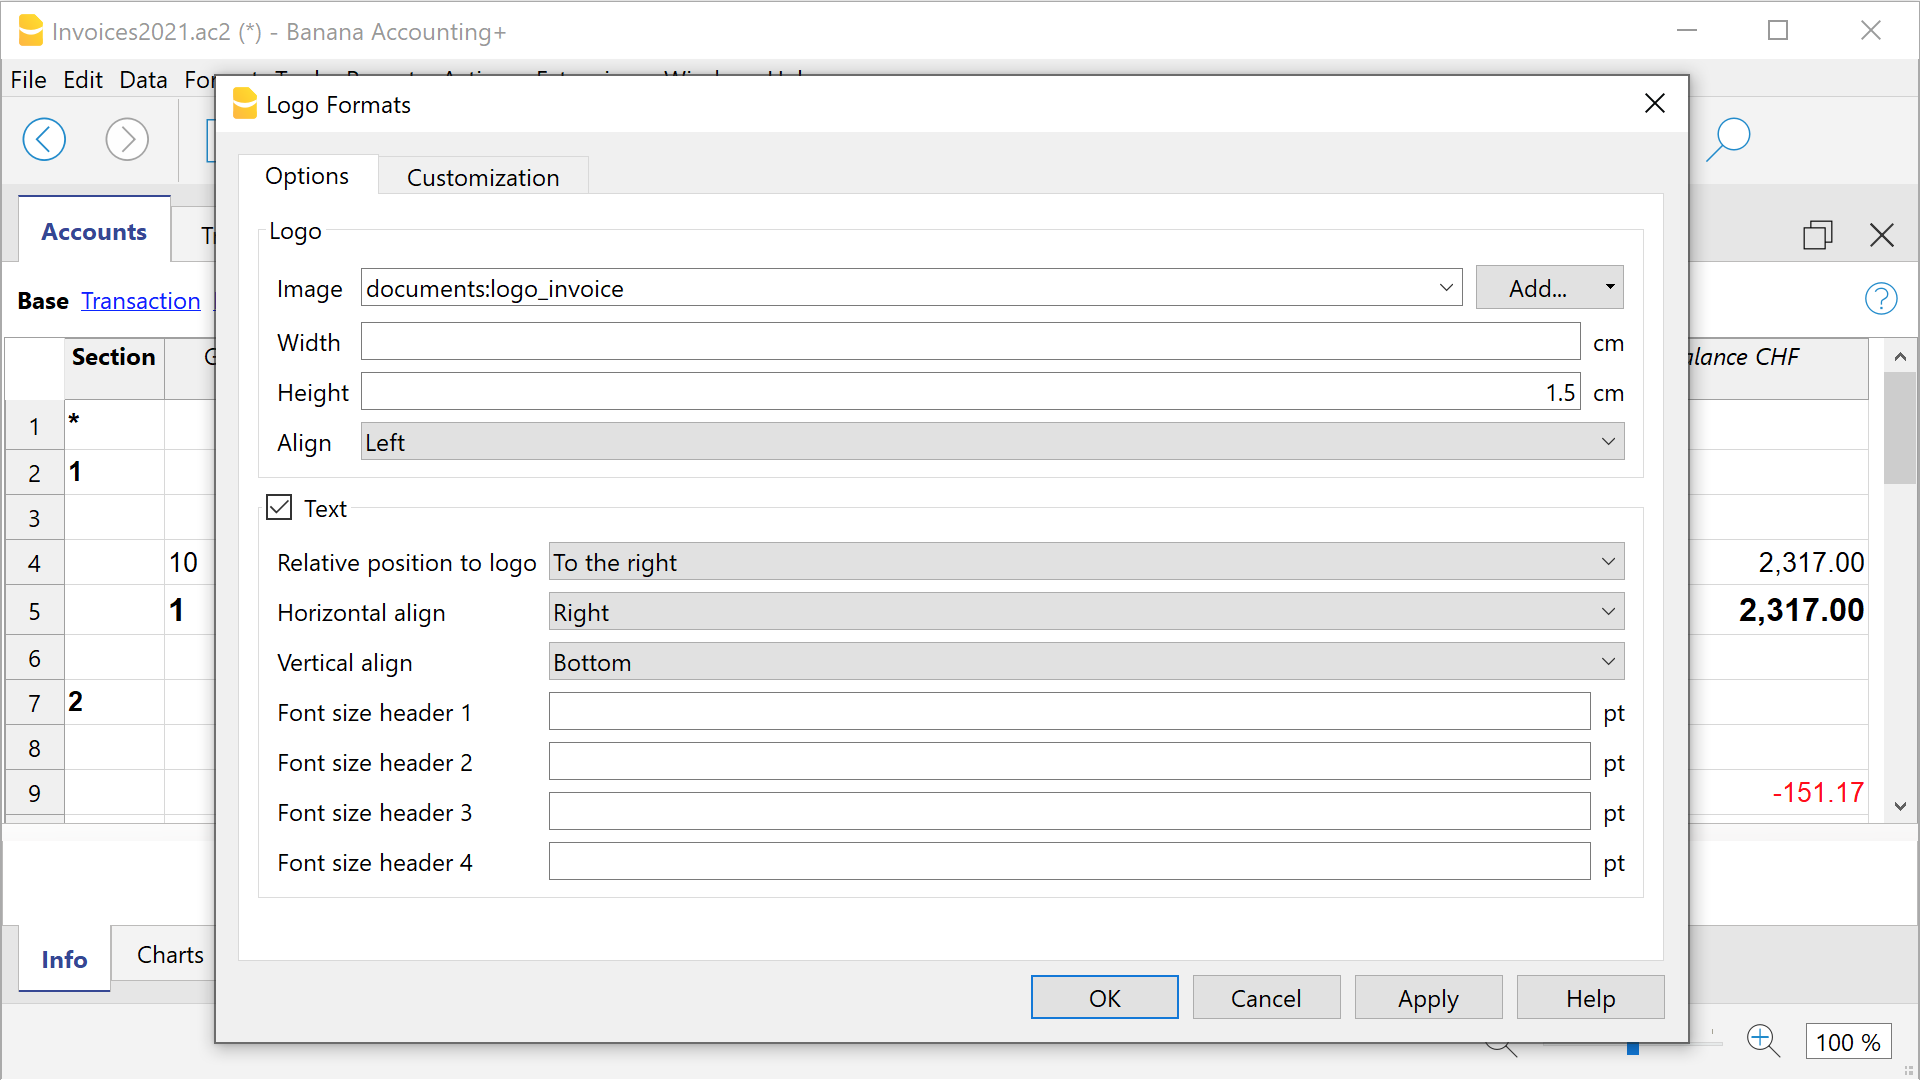 Invoices2021.ac2 (*) - Banana Accounting+
File Edit Data
Logo Formats
Options Customization
Accounts
Logo
Image documents:logo_invoice Add...
Base Transaction
Width cm
Section
Balance CHF
Height 1.5 cm
1 *
Align Left
2 1
3
Text
4 10 2,317.00
Relative position to logo To the right
5 1 2,317.00
Horizontal align Right
6
Vertical align Bottom
7 2
Font size header 1 pt
8
Font size header 2 pt
9 -151.17
Font size header 3 pt
Font size header 4 pt
Info Charts
OK Cancel Apply Help
100 %